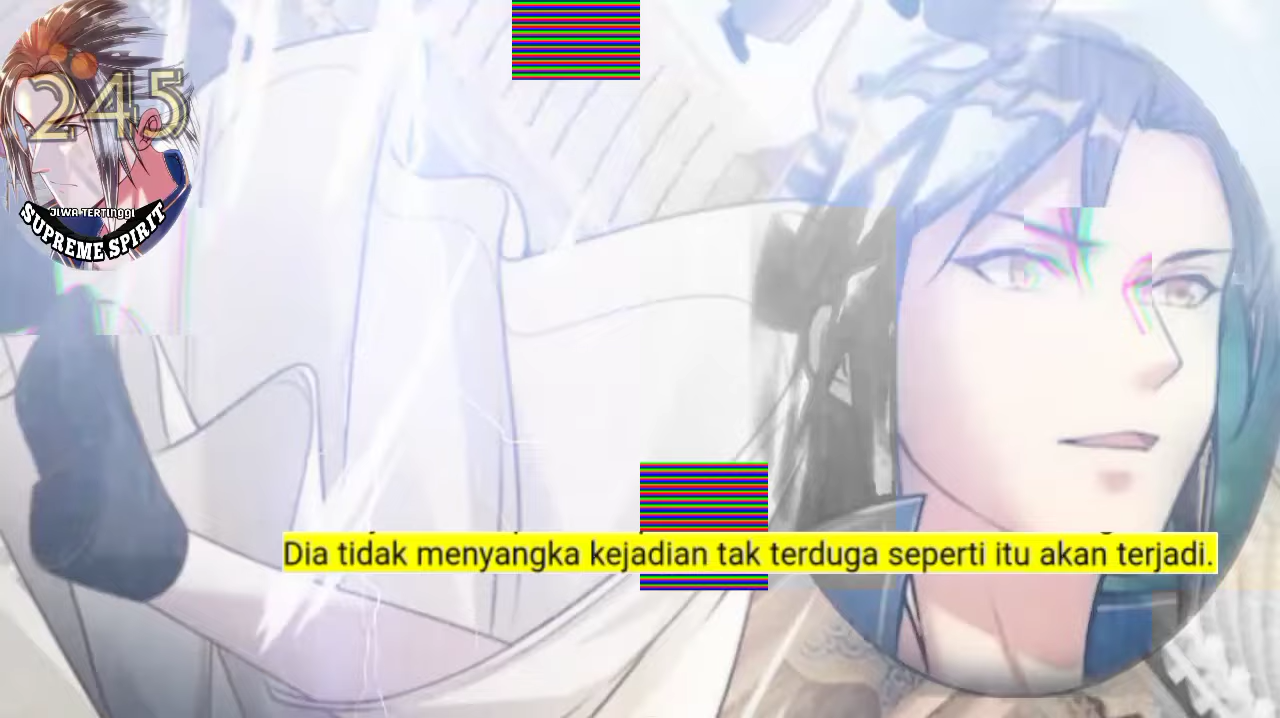 245
JIWA TERTINGGI
SUPREME SPIRIT
Dia tidak menyangka kejadian tak terduga seperti itu akan terjadi.